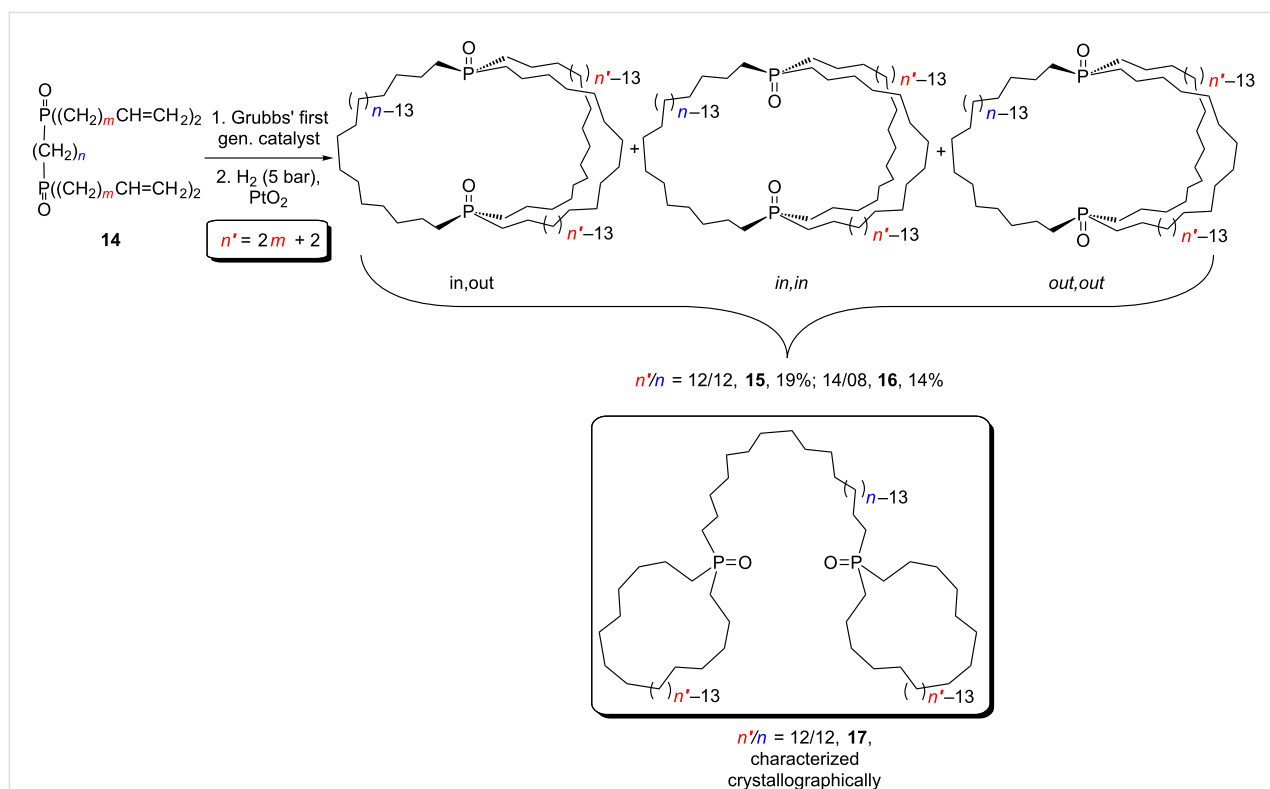 O
P((CH2)mCH=CH2)2
(CH2)n
P((CH2)mCH=CH2)2
O
14
1. Grubbs' first
gen. catalyst
2. H2 (5 bar),
PtO2
n' = 2m + 2
O
P
( ) n'–13
( ) n–13
O
P
( ) n'–13
in,out
+
P
O
( ) n'–13
( ) n–13
O
P
( ) n'–13
in,in
+
O
P
( ) n'–13
( ) n–13
P
O
( ) n'–13
out,out
n'/n = 12/12, 15, 19%; 14/08, 16, 14%
( ) n–13
P=O
O=P
( ) n'–13
( ) n'–13
n'/n = 12/12, 17,
characterized
crystallographically